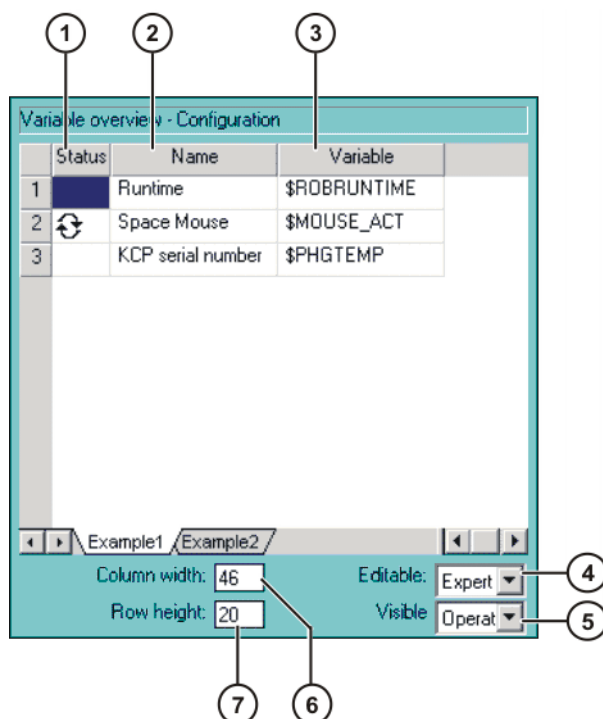 1 2 3
Variable overview - Configuration
Status Name Variable
1 Runtime $ROBRUNTIME
2 Space Mouse $MOUSE_ACT
3 KCP serial number $PHGTEMP
Example1 Example2
Column width: 46 Editable: Expert 4
Row height: 20 Visible Operat 5
7 6